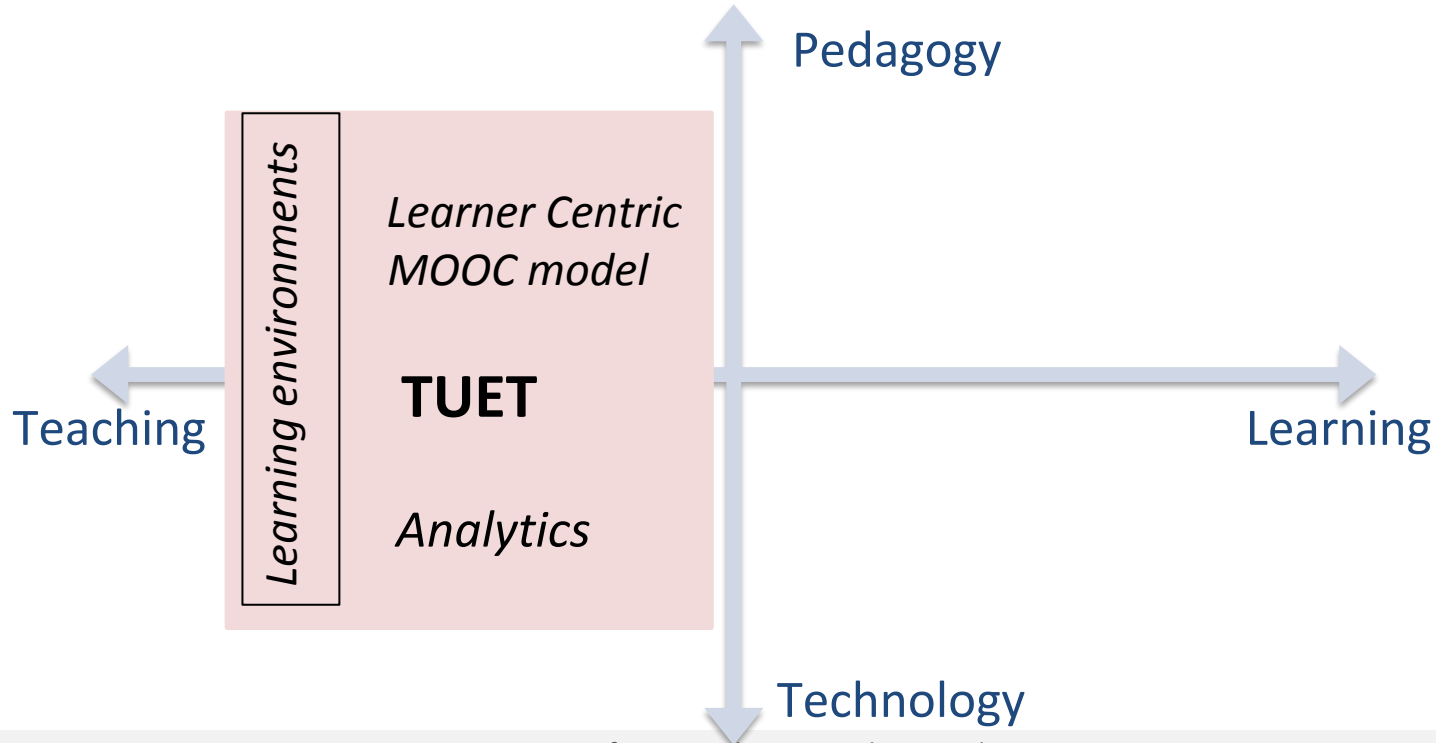 Pedagogy
Learning environments
Learner Centric
MOOC model
TUET
Teaching
Learning
Analytics
Technology